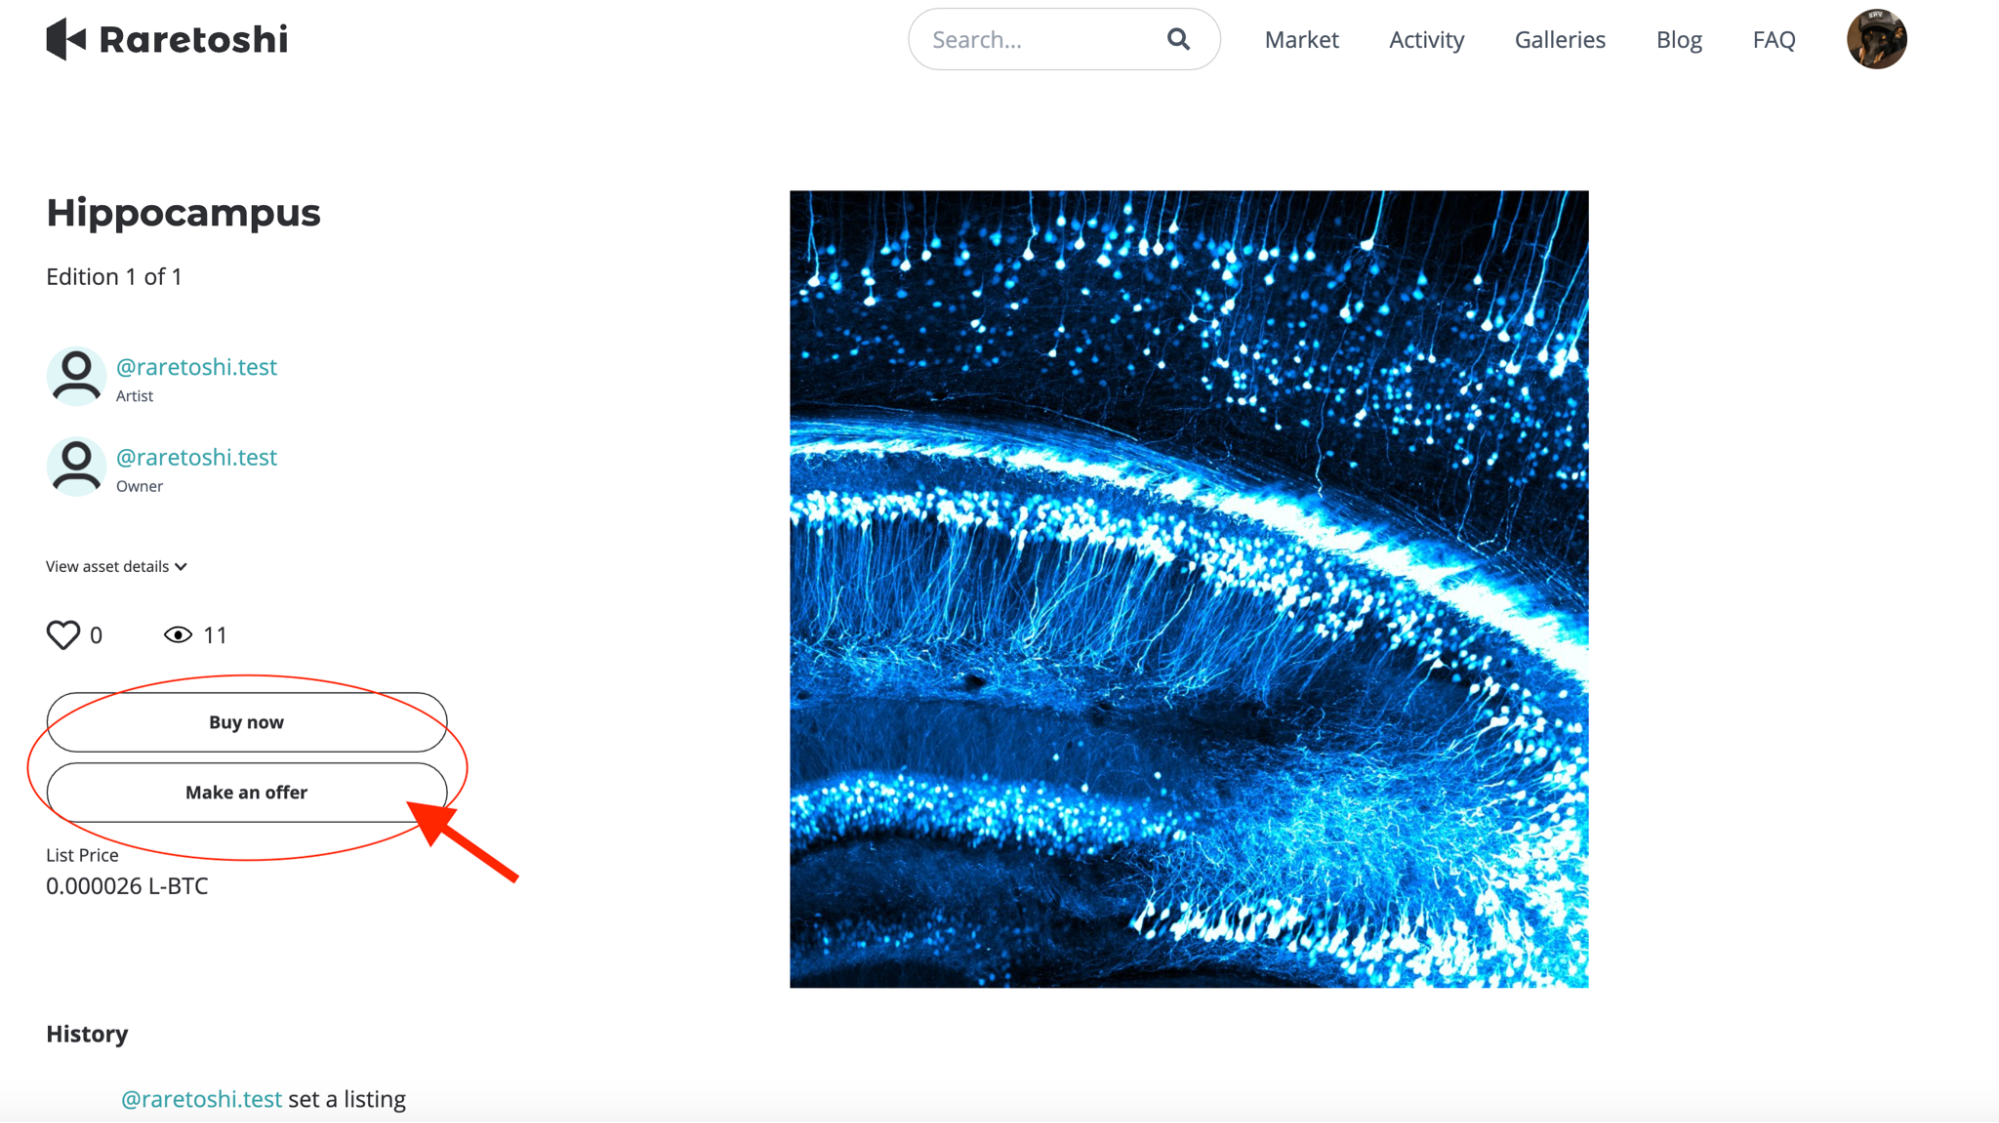 Raretoshi
Search...
Market
Activity
Galleries
Blog
FAQ
Hippocampus
Edition 1 of 1
@raretoshi.test
Artist
@raretoshi.test
Owner
View asset details
0
11
Buy now
Make an offer
List Price
0.000026 L-BTC
History
@raretoshi.test set a listing